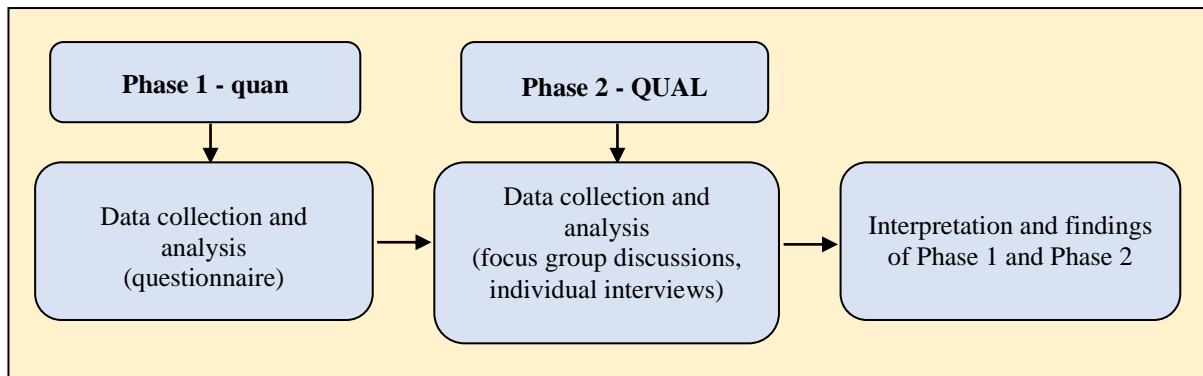 Phase 1 - quan
Phase 2 - QUAL
Data collection and
analysis
(questionnaire)
Data collection and
analysis
(focus group discussions,
individual interviews)
Interpretation and findings
of Phase 1 and Phase 2